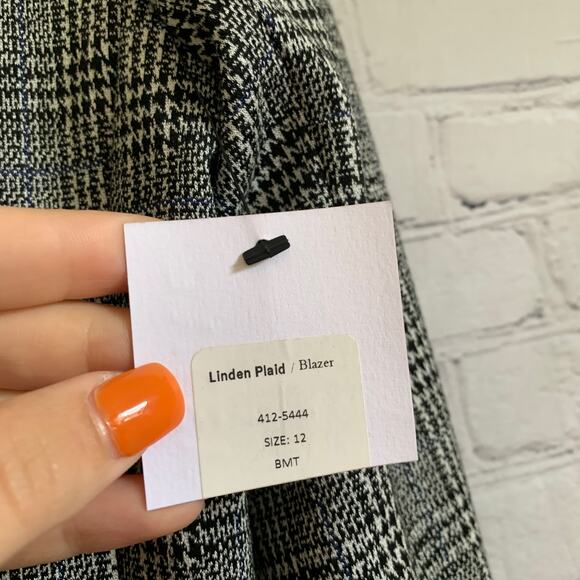 Linden Plaid / Blazer
412-5444
SIZE: 12
BMT